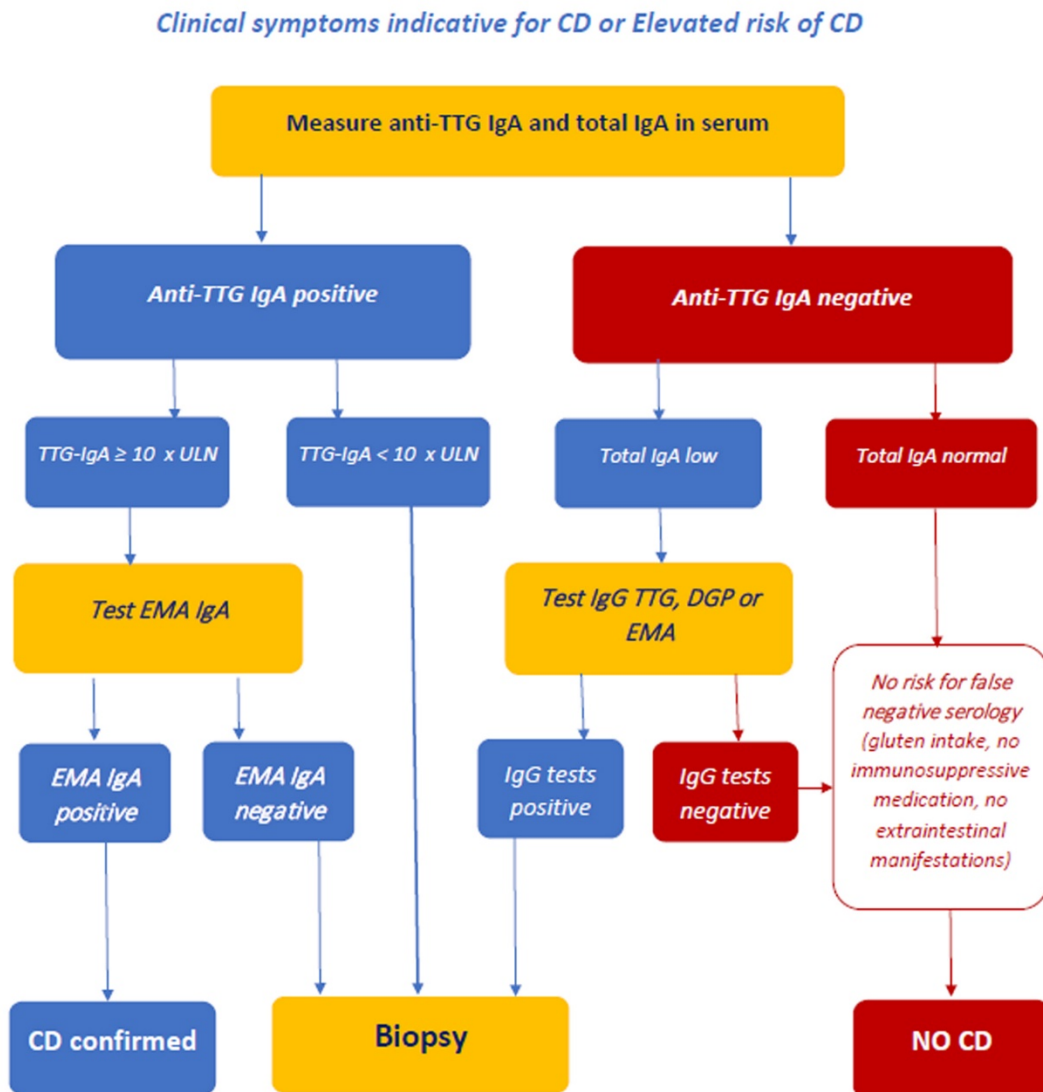 Clinical symptoms indicative for CD or Elevated risk of CD
Measure anti-TTG IgA and total IgA in serum
Anti-TTG IgA positive
Anti-TTG IgA negative
TTG-IgA ≥ 10 x ULN
TTG-IgA < 10 x ULN
Total IgA low
Total IgA normal
Test EMA IgA
Test IgG TTG, DGP or
EMA
EMA IgA
positive
EMA IgA
negative
IgG tests
positive
IgG tests
negative
No risk for false
negative serology
(gluten intake, no
immunosuppressive
medication, no
extraintestinal
manifestations)
CD confirmed
Biopsy
NO CD